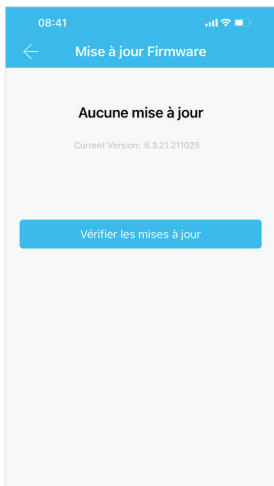 08:41
Mise à jour Firmware
Aucune mise à jour
Current Version: 6.3.21.211025
Vérifier les mises à jour